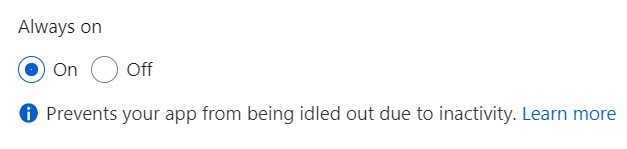 Always on
On Off
Prevents your app from being idled out due to inactivity. Learn more